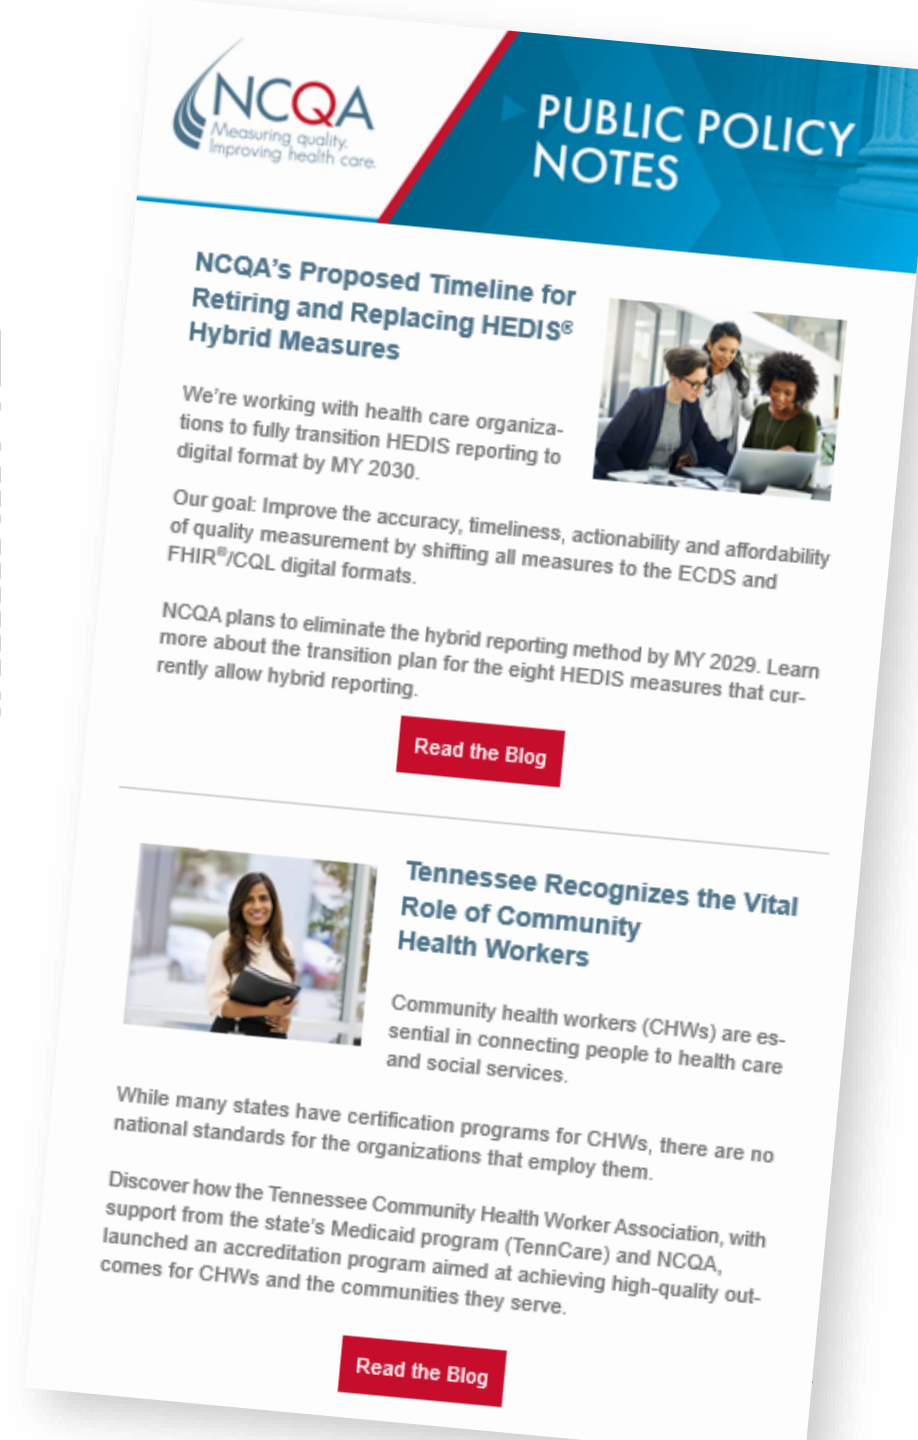 NCQA
Measuring quality.
Improving health care.
PUBLIC POLICY
NOTES
NCQA's Proposed Timeline for
Retiring and Replacing HEDIS®
Hybrid Measures
We're working with health care organiza-
tions to fully transition HEDIS reporting to
digital format by MY 2030.
Our goal: Improve the accuracy, timeliness, actionability and affordability
of quality measurement by shifting all measures to the ECDS and
FHIR®/CQL digital formats.
NCQA plans to eliminate the hybrid reporting method by MY 2029. Learn
more about the transition plan for the eight HEDIS measures that cur-
rently allow hybrid reporting.
Read the Blog
Tennessee Recognizes the Vital
Role of Community
Health Workers
Community health workers (CHWs) are es-
sential in connecting people to health care
and social services.
While many states have certification programs for CHWs, there are no
national standards for the organizations that employ them.
Discover how the Tennessee Community Health Worker Association, with
support from the state's Medicaid program (TennCare) and NCQA,
launched an accreditation program aimed at achieving high-quality out-
comes for CHWs and the communities they serve.
Read the Blog